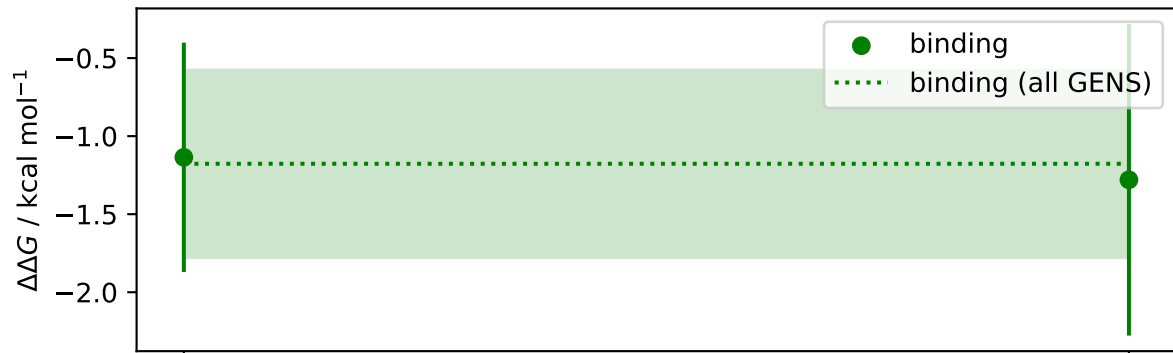 binding
binding (all GENS)
−0.5
−1.0
−1.5
−2.0
ΔΔG / kcal mol⁻¹